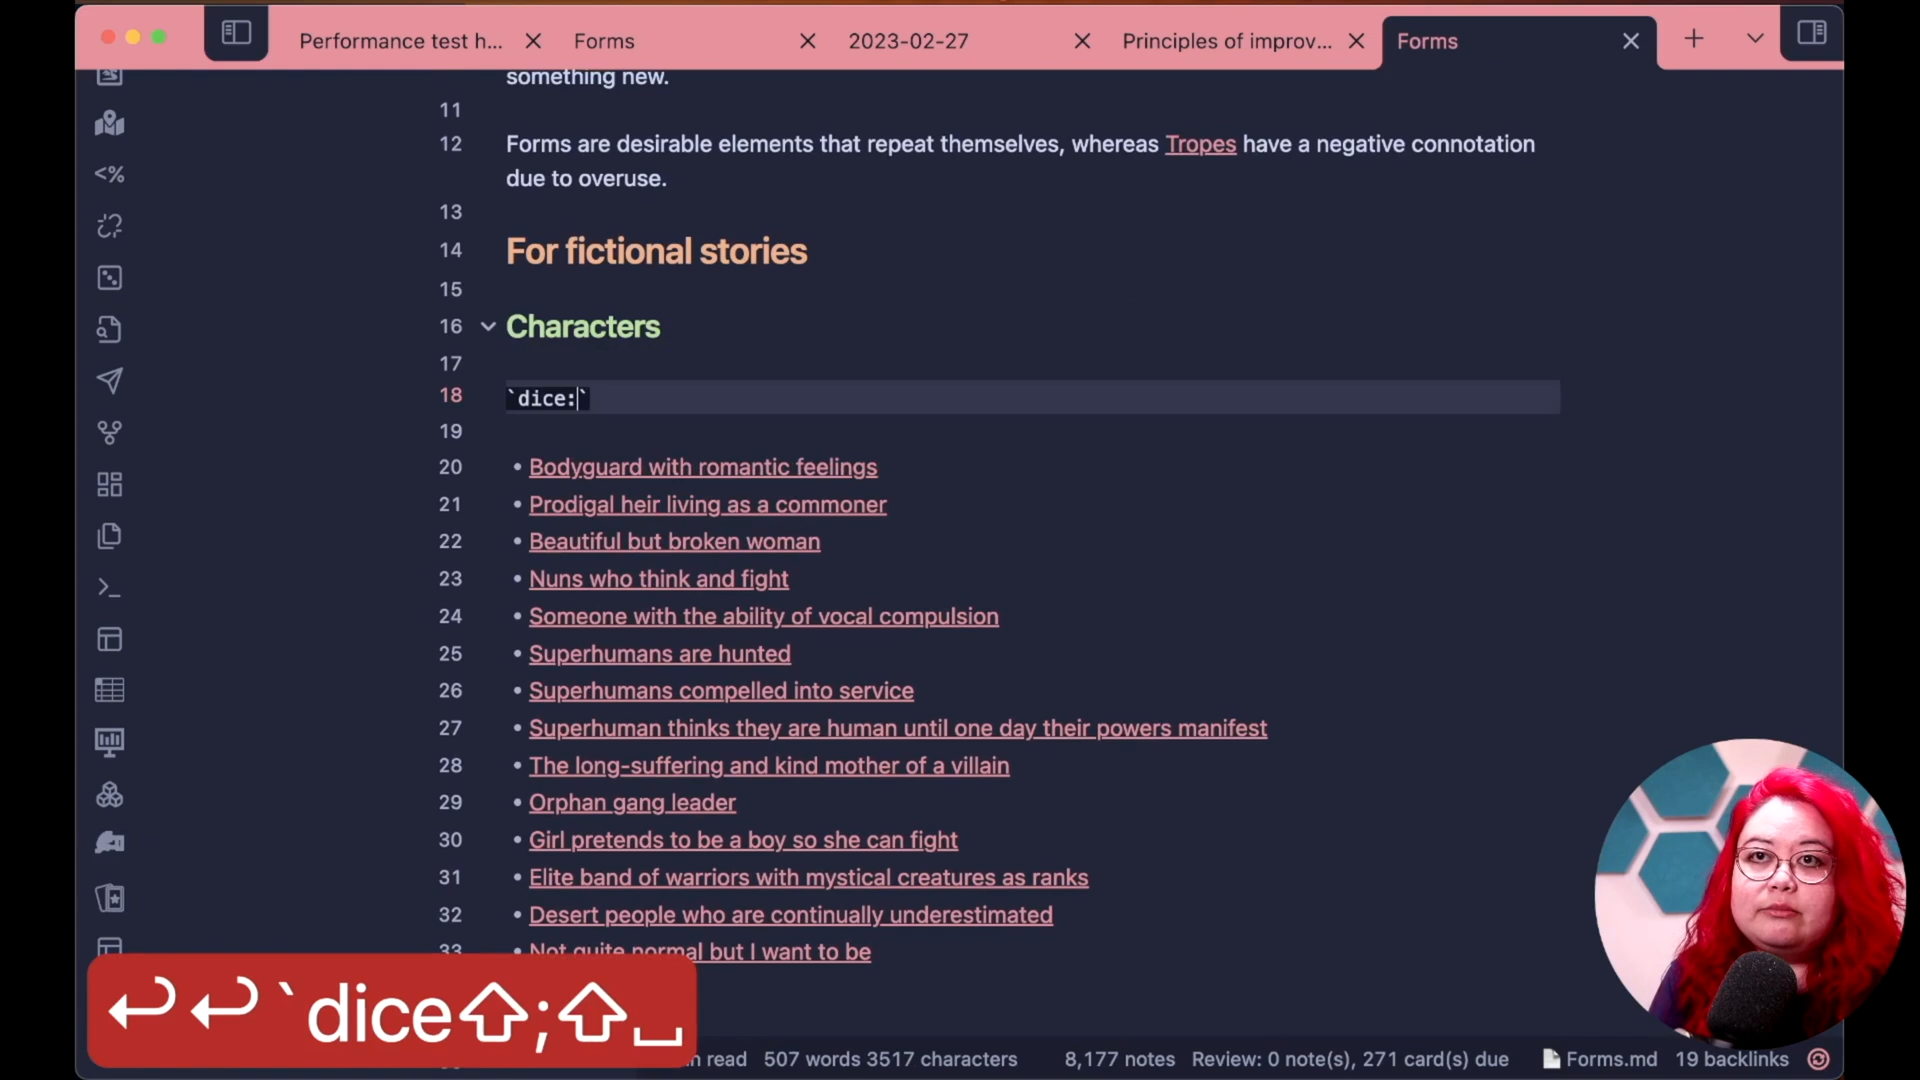 Performance test h... Forms 2023-02-27 Principles of improv... Forms
something new.
11
12 Forms are desirable elements that repeat themselves, whereas Tropes have a negative connotation
due to overuse.
13
14 For fictional stories
15
16 Characters
17
18 `dice:`
19
20 • Bodyguard with romantic feelings
21 • Prodigal heir living as a commoner
22 • Beautiful but broken woman
23 • Nuns who think and fight
24 • Someone with the ability of vocal compulsion
25 • Superhumans are hunted
26 • Superhumans compelled into service
27 • Superhuman thinks they are human until one day their powers manifest
28 • The long-suffering and kind mother of a villain
29 • Orphan gang leader
30 • Girl pretends to be a boy so she can fight
31 • Elite band of warriors with mystical creatures as ranks
32 • Desert people who are continually underestimated
33 • Not quite normal but I want to be
↩↩`dice⇧;⇧␣
read 507 words 3517 characters 8,177 notes Review: 0 note(s), 271 card(s) due Forms.md 19 backlinks